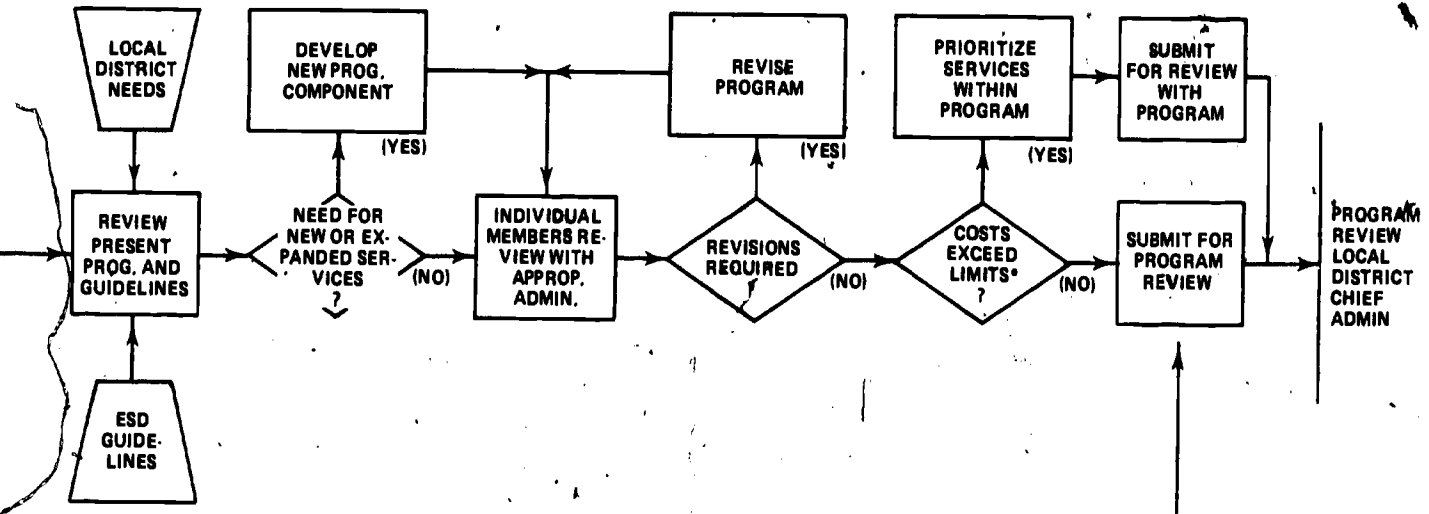 LOCAL
DISTRICT
NEEDS
DEVELOP
NEW PROG.
COMPONENT
(YES)
REVISE
PROGRAM
(YES)
PRIORITIZE
SERVICES
WITHIN
PROGRAM
(YES)
SUBMIT
FOR REVIEW
WITH
PROGRAM
REVIEW
PRESENT
PROG. AND
GUIDELINES
NEED FOR
NEW OR EX-
PANDED SER-
VICES
?
(NO)
INDIVIDUAL
MEMBERS RE-
VIEW WITH
APPROP.
ADMIN.
REVISIONS
REQUIRED
?
(NO)
COSTS
EXCEED
LIMITS*
?
(NO)
SUBMIT FOR
PROGRAM
REVIEW
PROGRAM
REVIEW
LOCAL
DISTRICT
CHIEF
ADMIN
ESD
GUIDE-
LINES